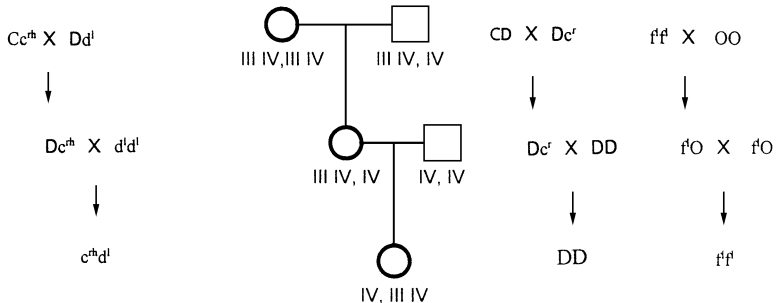 Cc^rh X Dd^l
III IV,III IV
III IV, IV
CD X Dc^r
f^lf^l X OO
Dc^rh X d^ld^l
III IV, IV
IV, IV
Dc^r X DD
f^lO X f^lO
c^rhd^l
IV, III IV
DD
f^lf^l